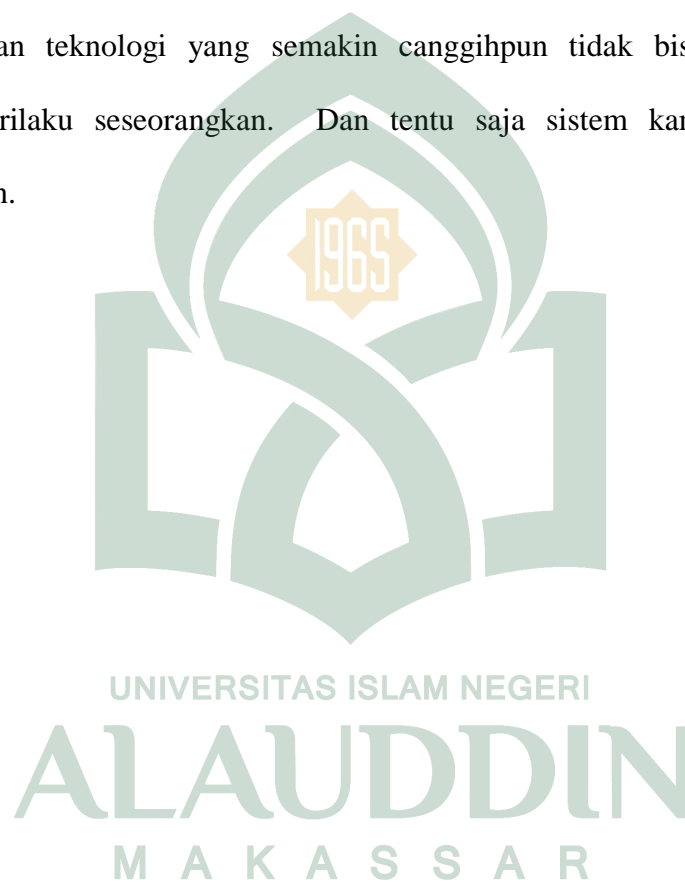 an teknologi yang semakin canggihpun tidak bis
rilaku seseorangkan. Dan tentu saja sistem kar
n.
1965
UNIVERSITAS ISLAM NEGERI
ALAUDDIN
MAKASSAR